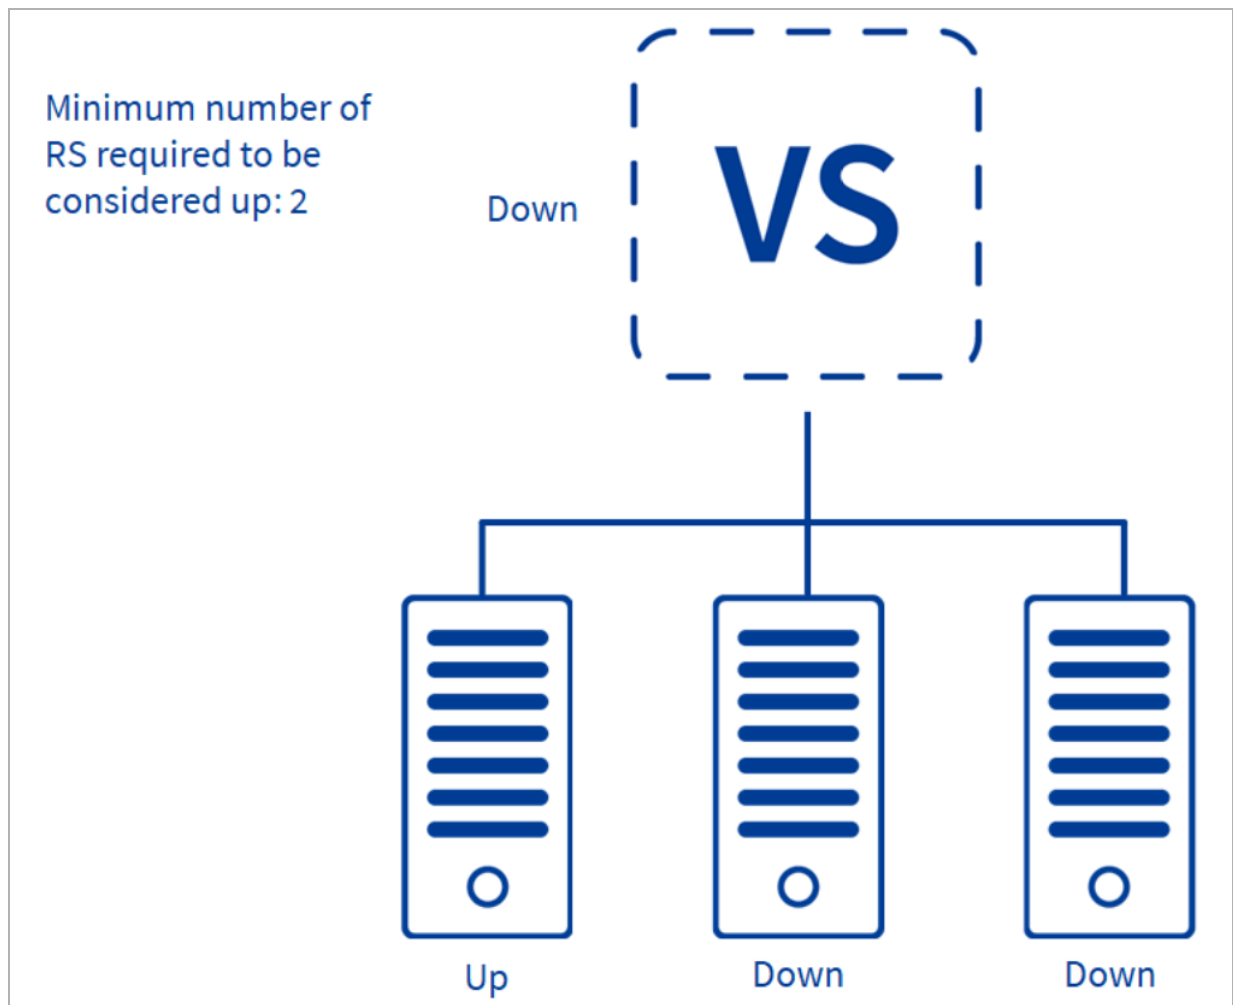 Minimum number of
RS required to be
considered up: 2
Down
VS
Up
Down
Down